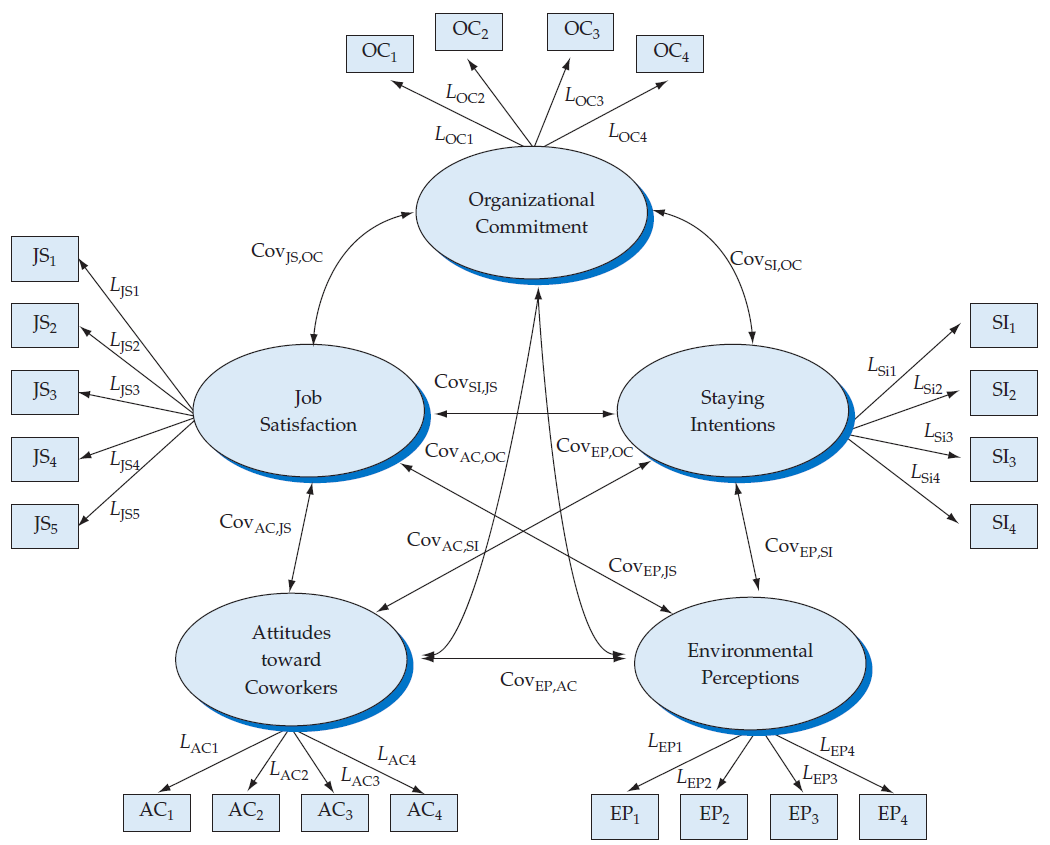 OC1
OC2
OC3
OC4
LOC1
LOC2
LOC3
LOC4
Organizational
Commitment
CovJS,OC
CovSI,OC
JS1
JS2
JS3
JS4
JS5
LJS1
LJS2
LJS3
LJS4
LJS5
Job
Satisfaction
CovSI,JS
Staying
Intentions
LSi1
LSi2
LSi3
LSi4
SI1
SI2
SI3
SI4
CovAC,OC
CovEP,OC
CovAC,JS
CovAC,SI
CovEP,JS
CovEP,SI
Attitudes
toward
Coworkers
CovEP,AC
Environmental
Perceptions
LAC1
LAC2
LAC3
LAC4
AC1
AC2
AC3
AC4
LEP1
LEP2
LEP3
LEP4
EP1
EP2
EP3
EP4